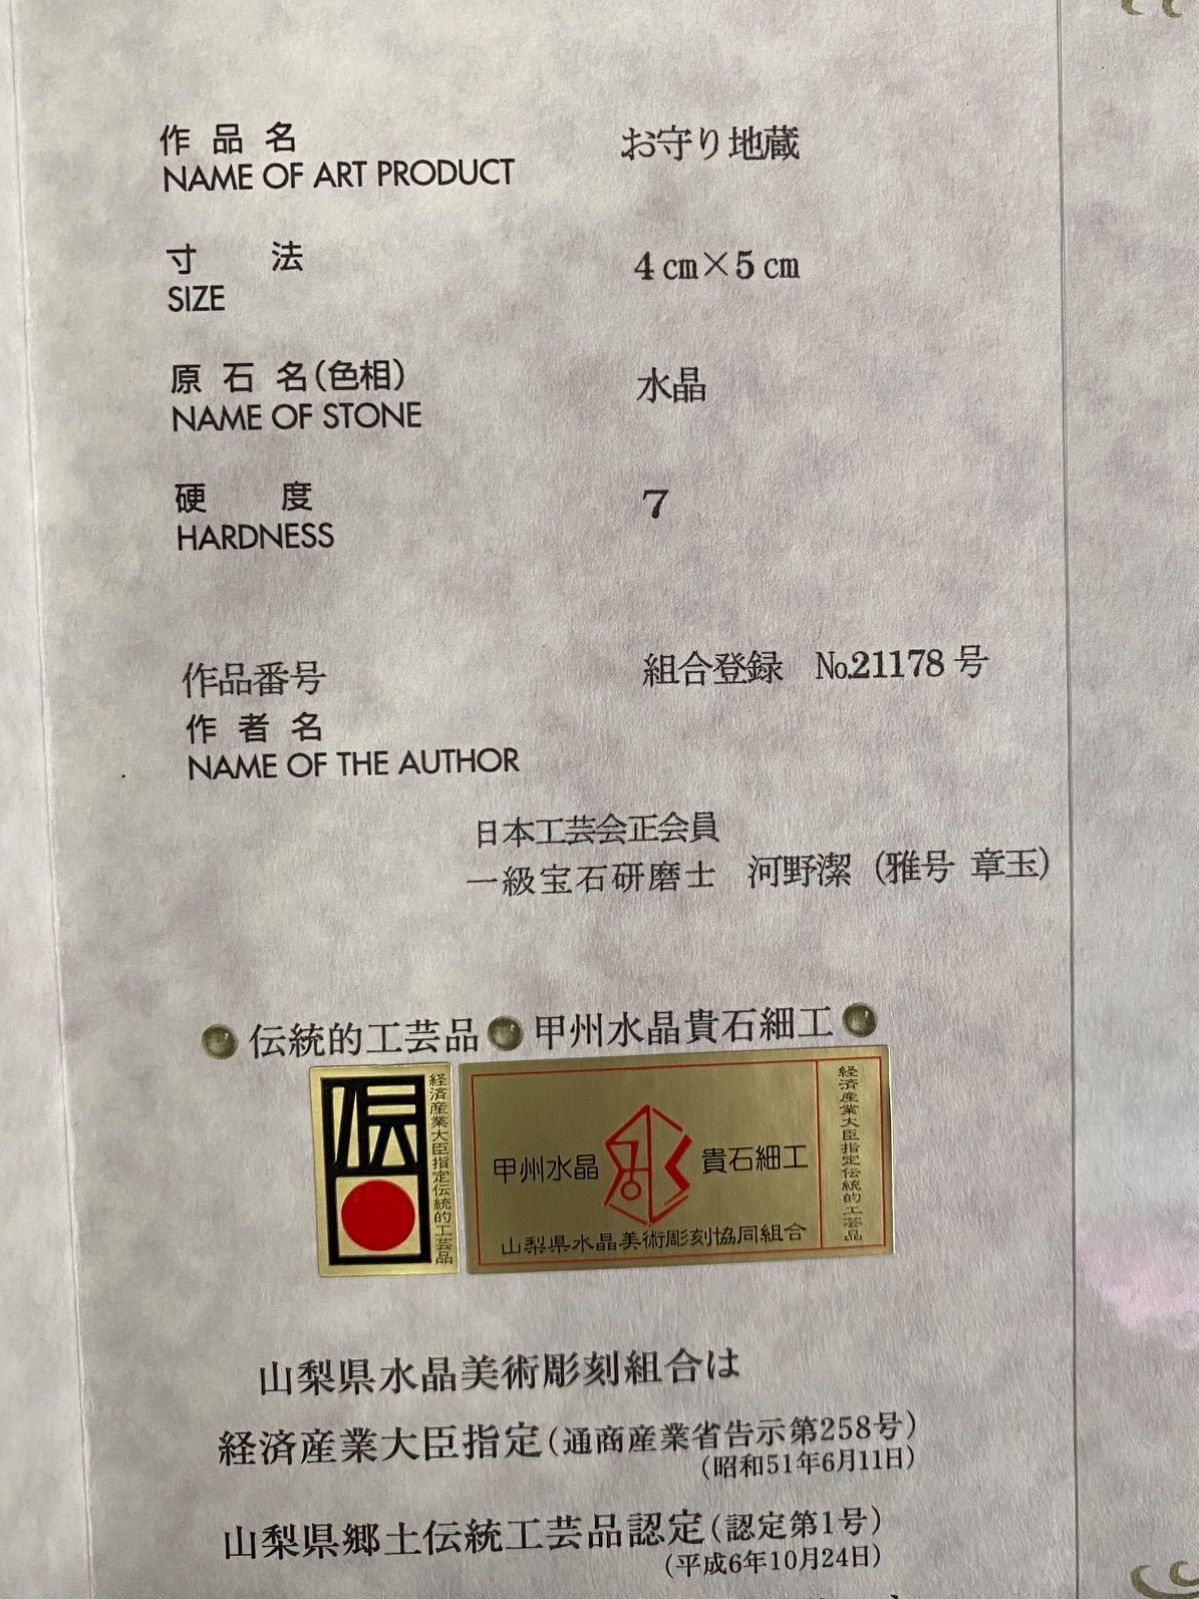 作品名 お守り地蔵
NAME OF ART PRODUCT
寸法 4㎝×5㎝
SIZE
原石名(色相) 水晶
NAME OF STONE
硬度 7
HARDNESS
作品番号 組合登録 №21178号
作者名
NAME OF THE AUTHOR
日本工芸会正会員
一級宝石研磨士 河野潔(雅号 章玉)
伝統的工芸品 甲州水晶貴石細工
伝
経済産業大臣指定伝統的工芸品
甲州水晶 貴石細工
山梨県水晶美術彫刻協同組合
経済産業大臣指定伝統的工芸品
山梨県水晶美術彫刻組合は
経済産業大臣指定(通商産業省告示第258号)
(昭和51年6月11日)
山梨県郷土伝統工芸品認定(認定第1号)
(平成6年10月24日)